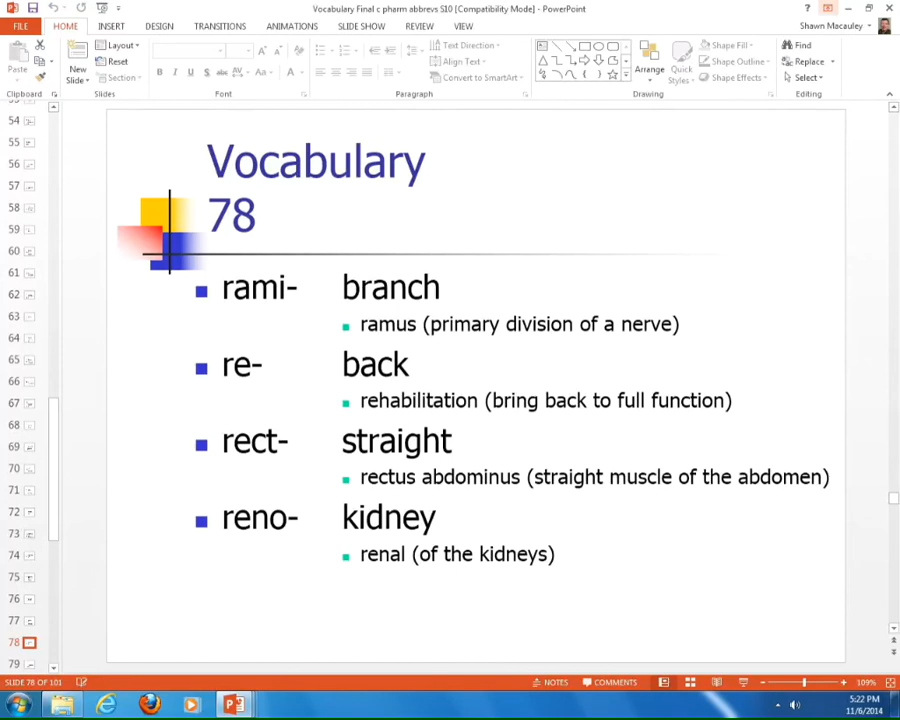 Vocabulary Final c pharm abbrevs S10 [Compatibility Mode] - PowerPoint
FILE HOME INSERT DESIGN TRANSITIONS ANIMATIONS SLIDE SHOW REVIEW VIEW
Shawn Macauley
Paste
New Slide
Layout
Reset
Section
B I U S abc AV Aa A
Text Direction
Align Text
Convert to SmartArt
Arrange
Quick Styles
Shape Fill
Shape Outline
Shape Effects
Find
Replace
Select
Clipboard Slides Font Paragraph Drawing Editing
54
55
56
57
58
59
60
61
62
63
64
65
66
67
68
69
70
71
72
73
74
75
76
77
78
79
Vocabulary
78
rami- branch
ramus (primary division of a nerve)
re- back
rehabilitation (bring back to full function)
rect- straight
rectus abdominus (straight muscle of the abdomen)
reno- kidney
renal (of the kidneys)
SLIDE 78 OF 101 NOTES COMMENTS 109%
5:22 PM
11/6/2014